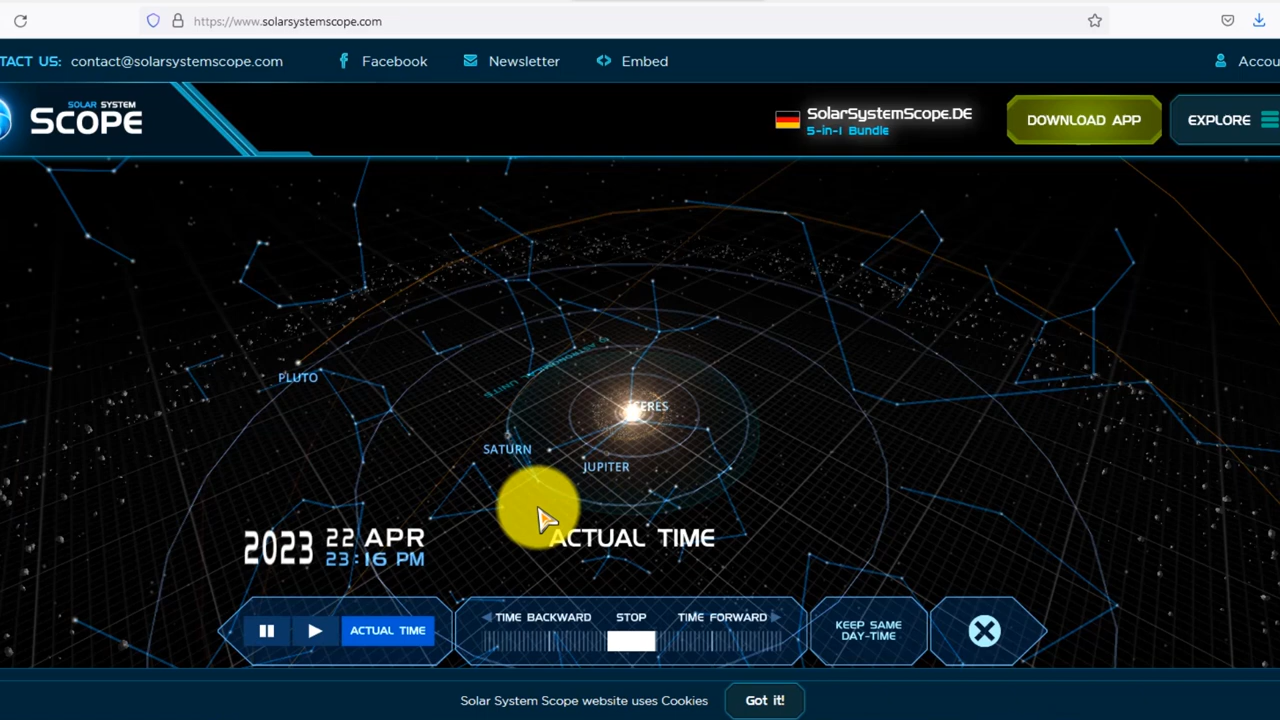 https://www.solarsystemscope.com
TACT US: contact@solarsystemscope.com
Facebook
Newsletter
Embed
Accou
SOLAR SYSTEM
SCOPE
SolarSystemScope.DE
5-in-1 Bundle
DOWNLOAD APP
EXPLORE
PLUTO
CERES
SATURN
JUPITER
ASTRONOMICAL UNITS
2023 22 APR
23:16 PM
ACTUAL TIME
ACTUAL TIME
TIME BACKWARD
STOP
TIME FORWARD
KEEP SAME
DAY-TIME
Solar System Scope website uses Cookies
Got it!